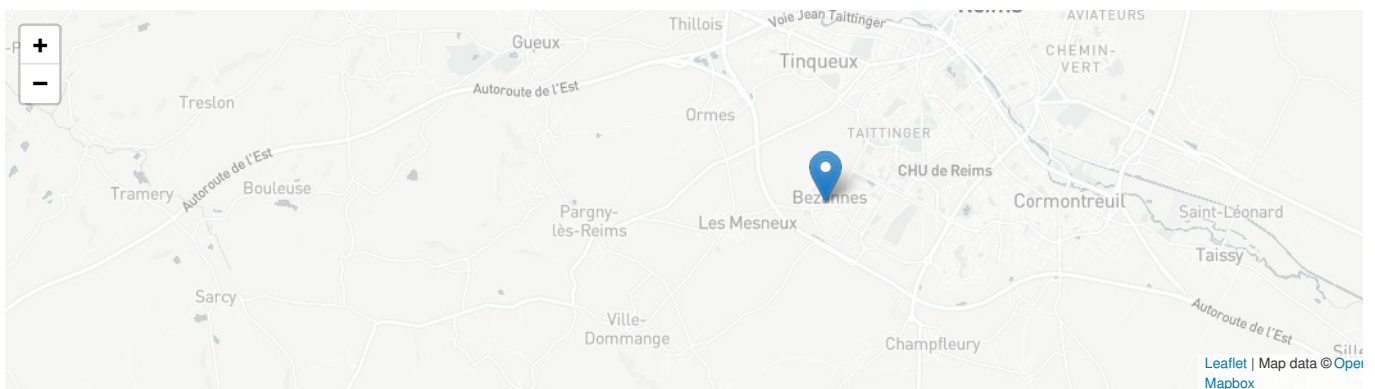 +
−
Thillois
Voie Jean Taittinger
AVIATEURS
Gueux
CHEMIN-
VERT
Tinqueux
Autoroute de l'Est
Treslon
Ormes
TAITTINGER
Autoroute de l'Est
CHU de Reims
Tramery
Bouleuse
Bezannes
Cormontreuil
Pargny-
lès-Reims
Les Mesneux
Saint-Léonard
Taissy
Sarcy
Ville-
Dommange
Autoroute de l'Est
Champfleury
Leaflet | Map data ©
Mapbox